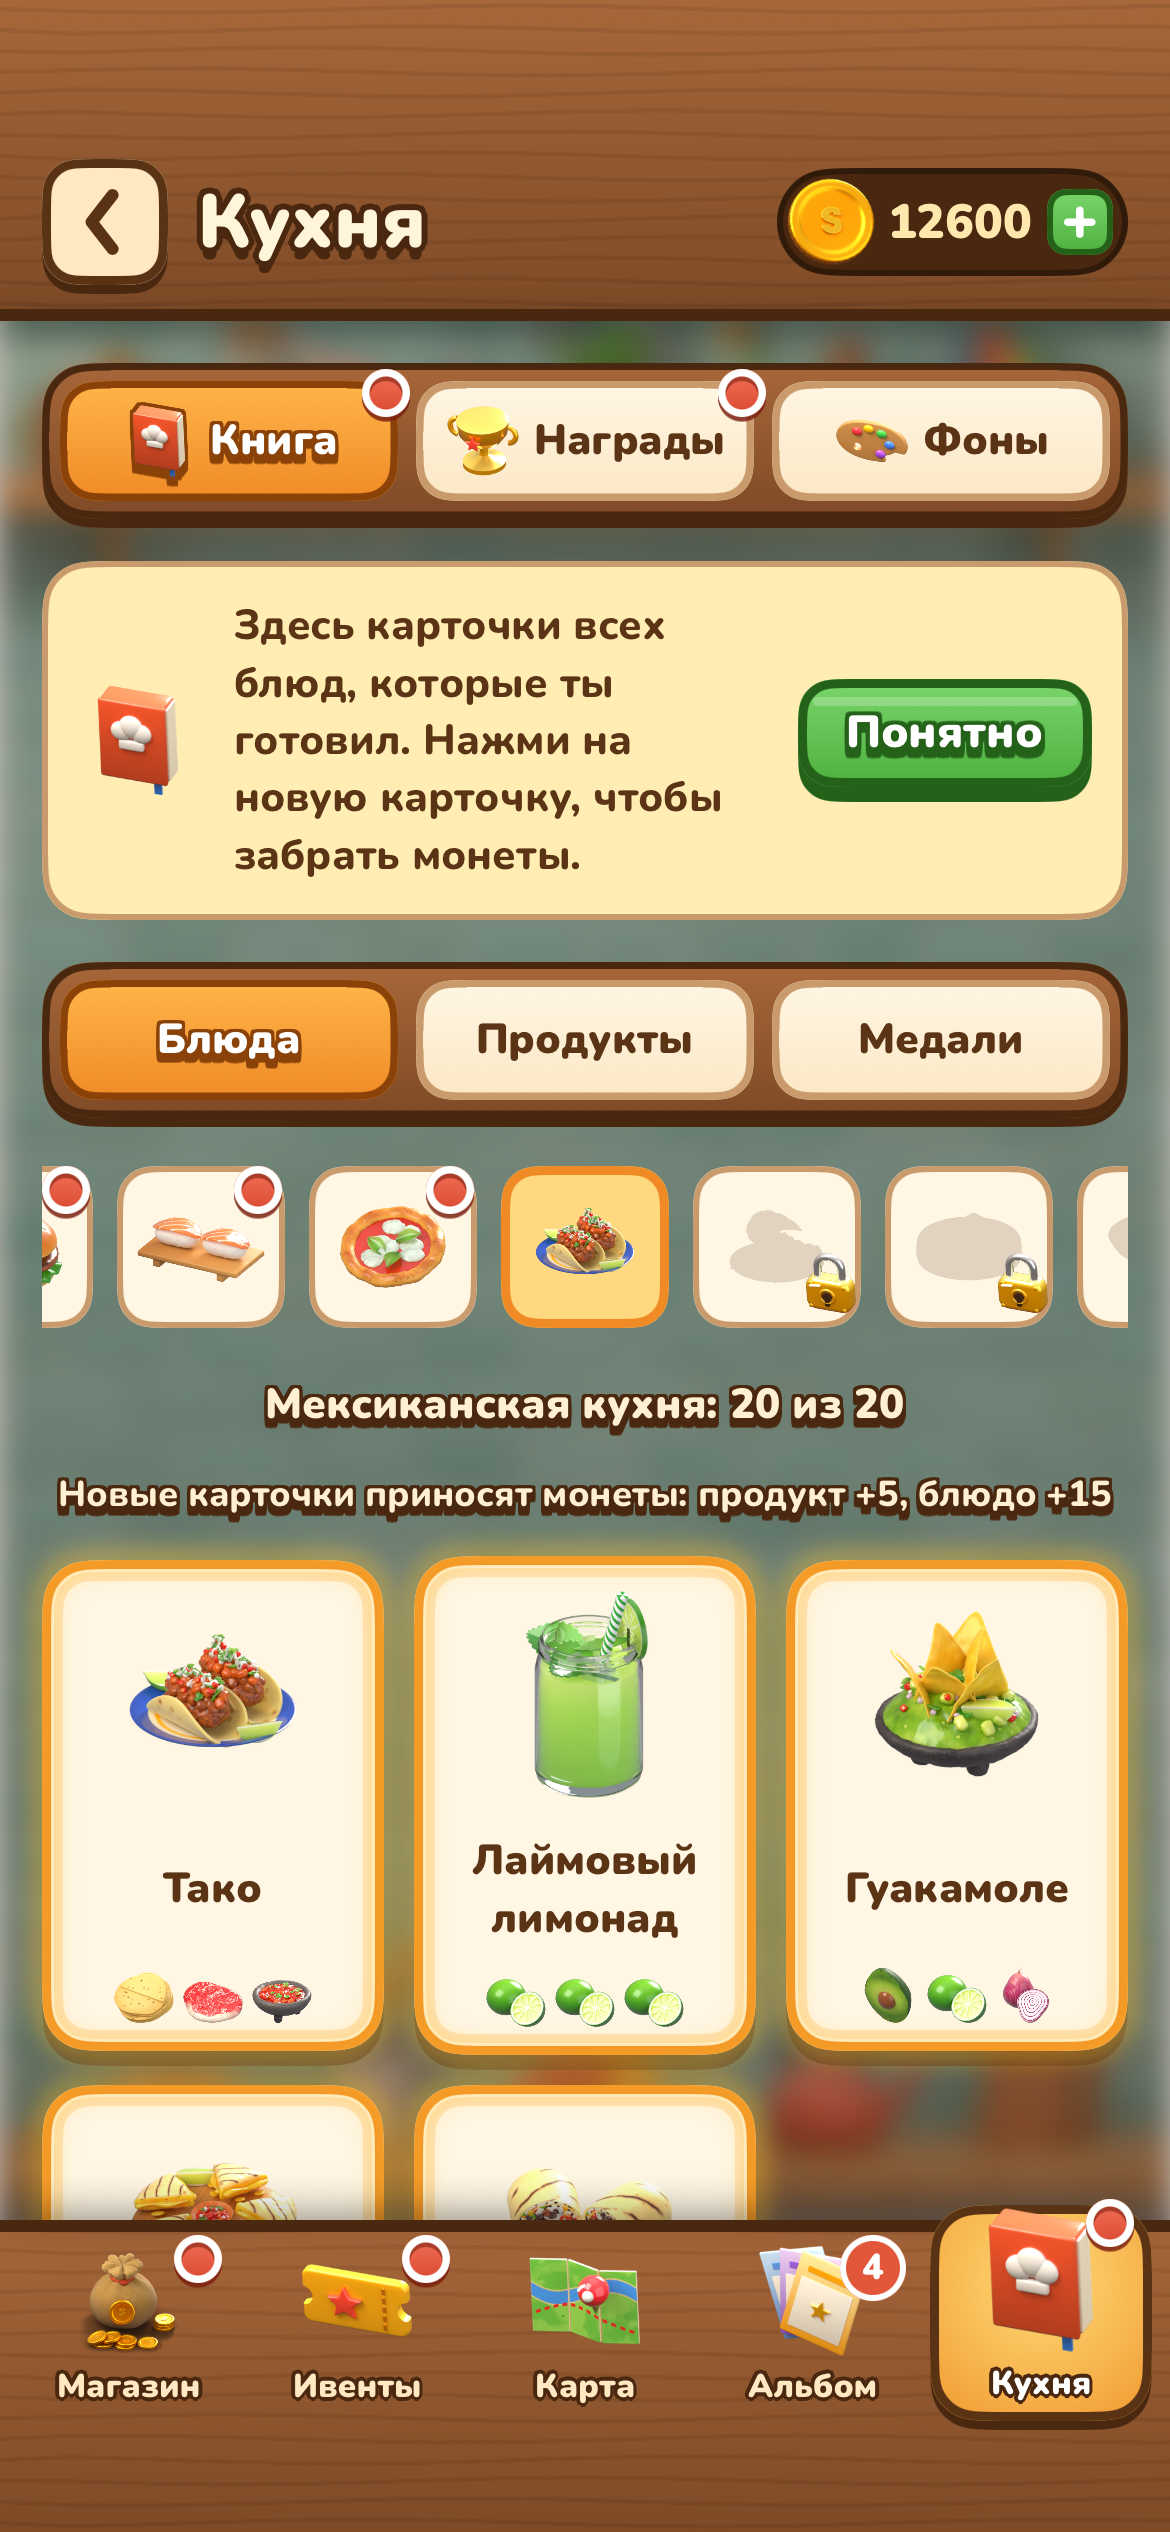 Кухня
12600
Книга
Награды
Фоны
Здесь карточки всех
блюд, которые ты
готовил. Нажми на
новую карточку, чтобы
забрать монеты.
Понятно
Блюда
Продукты
Медали
Мексиканская кухня: 20 из 20
Новые карточки приносят монеты: продукт +5, блюдо +15
Тако
Лаймовый
лимонад
Гуакамоле
Магазин
Ивенты
Карта
4
Альбом
Кухня